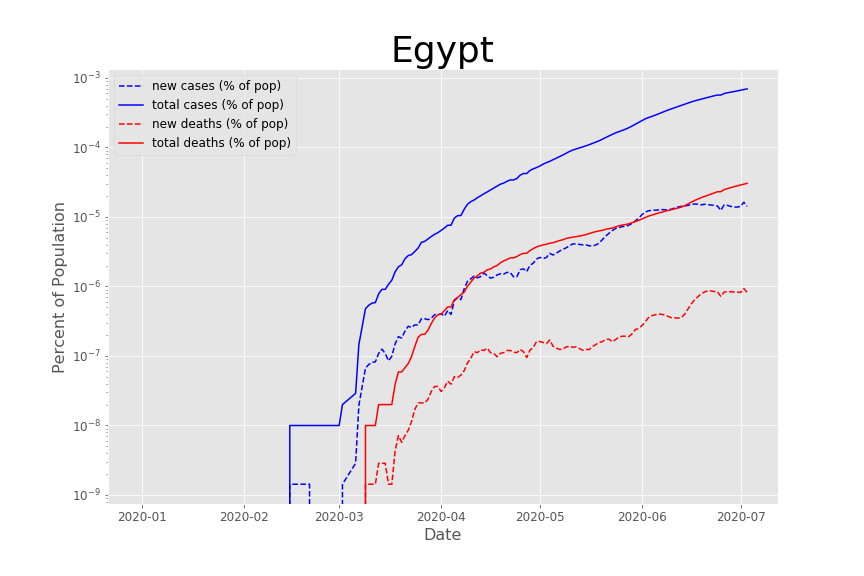 Egypt
new cases (% of pop)
total cases (% of pop)
new deaths (% of pop)
total deaths (% of pop)
Percent of Population
10⁻³
10⁻⁴
10⁻⁵
10⁻⁶
10⁻⁷
10⁻⁸
10⁻⁹
2020-01 2020-02 2020-03 2020-04 2020-05 2020-06 2020-07
Date